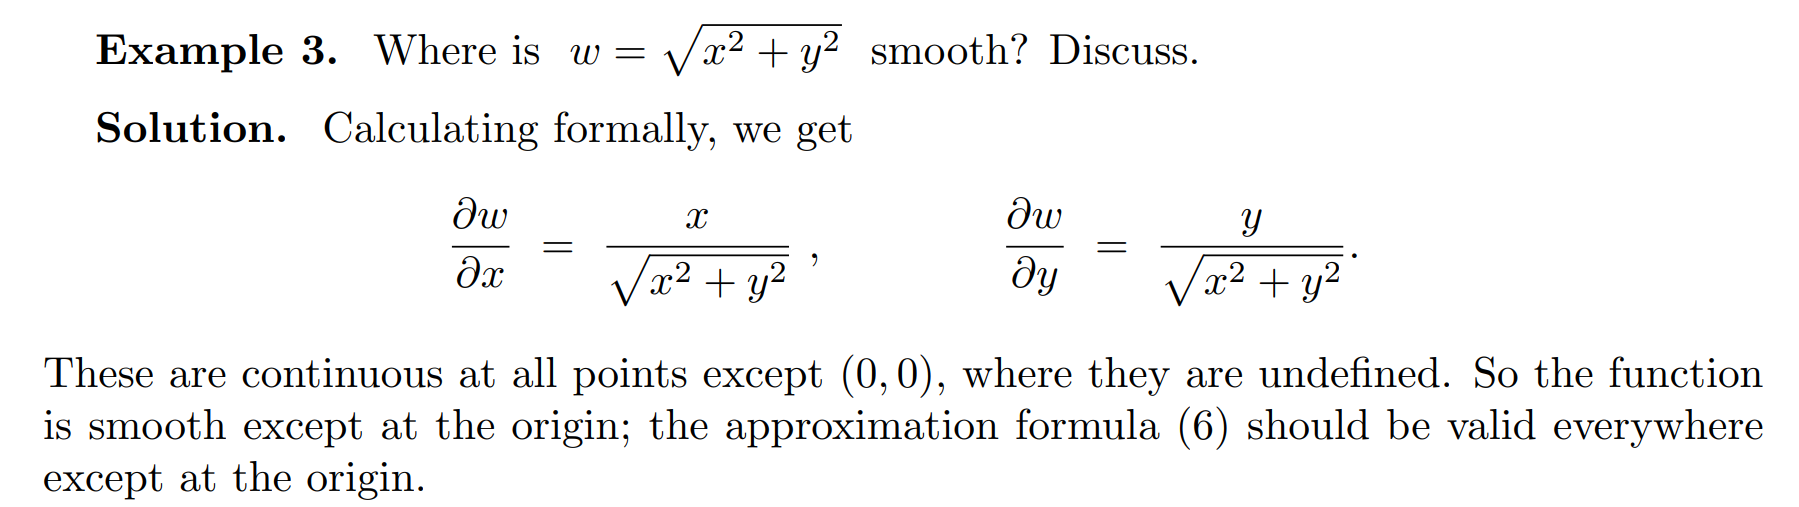 Example 3. Where is w = √(x² + y²) smooth? Discuss.
Solution. Calculating formally, we get
∂w/∂x = x/√(x² + y²) , ∂w/∂y = y/√(x² + y²) .
These are continuous at all points except (0, 0), where they are undefined. So the function
is smooth except at the origin; the approximation formula (6) should be valid everywhere
except at the origin.